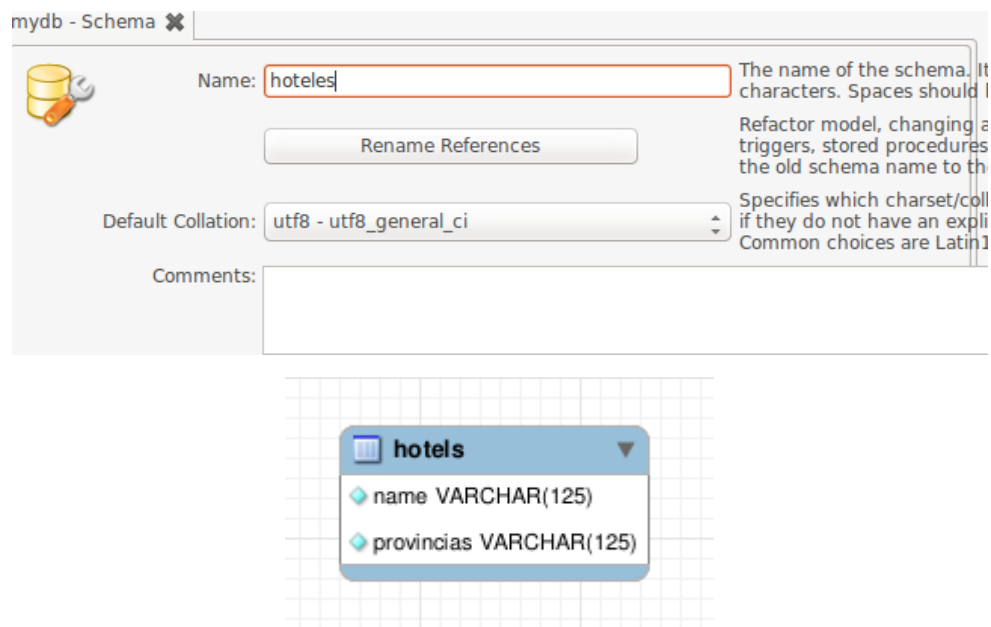 mydb - Schema
Name: hoteles
The name of the schema. It
characters. Spaces should
Rename References
Refactor model, changing a
triggers, stored procedures
the old schema name to th
Default Collation: utf8 - utf8_general_ci
Specifies which charset/coll
if they do not have an expli
Common choices are Latin1
Comments:
hotels
name VARCHAR(125)
provincias VARCHAR(125)